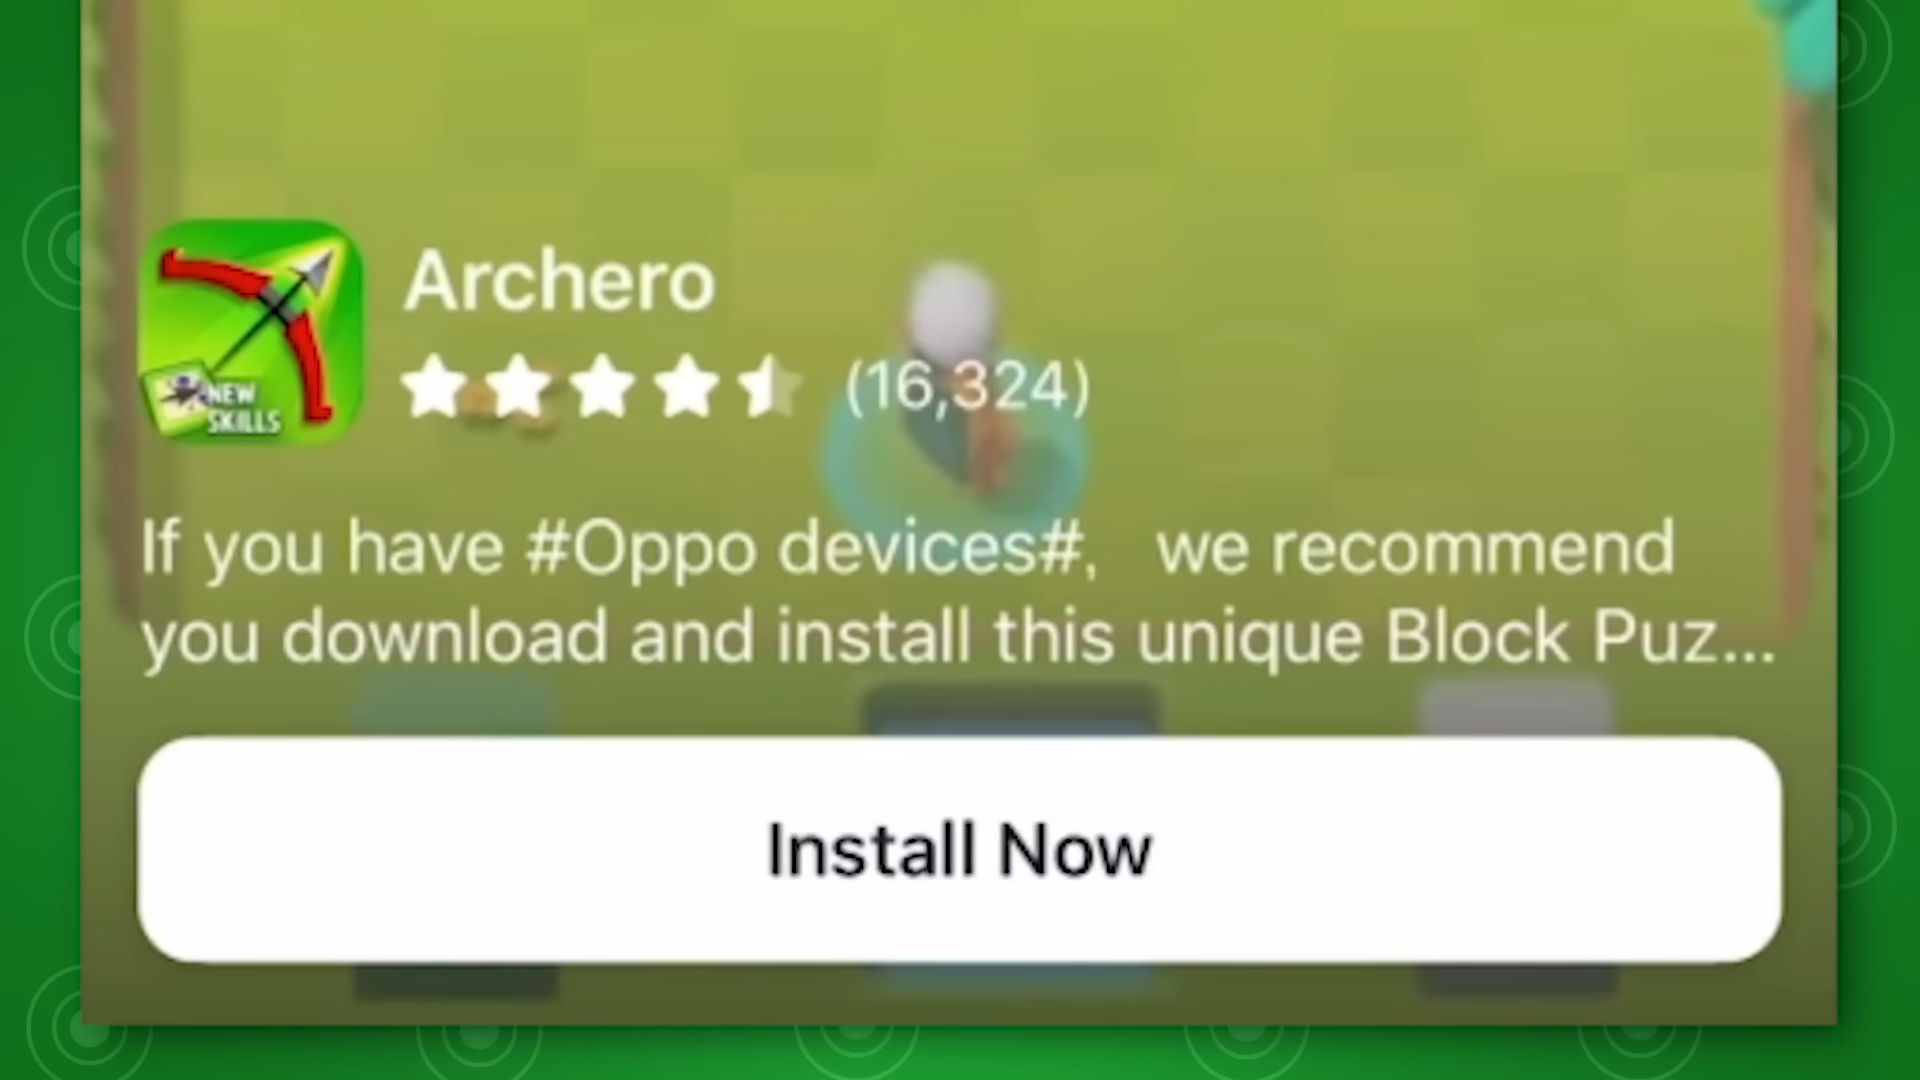 Archero
(16,324)
NEW
SKILLS
If you have #Oppo devices#, we recommend
you download and install this unique Block Puz...
Install Now